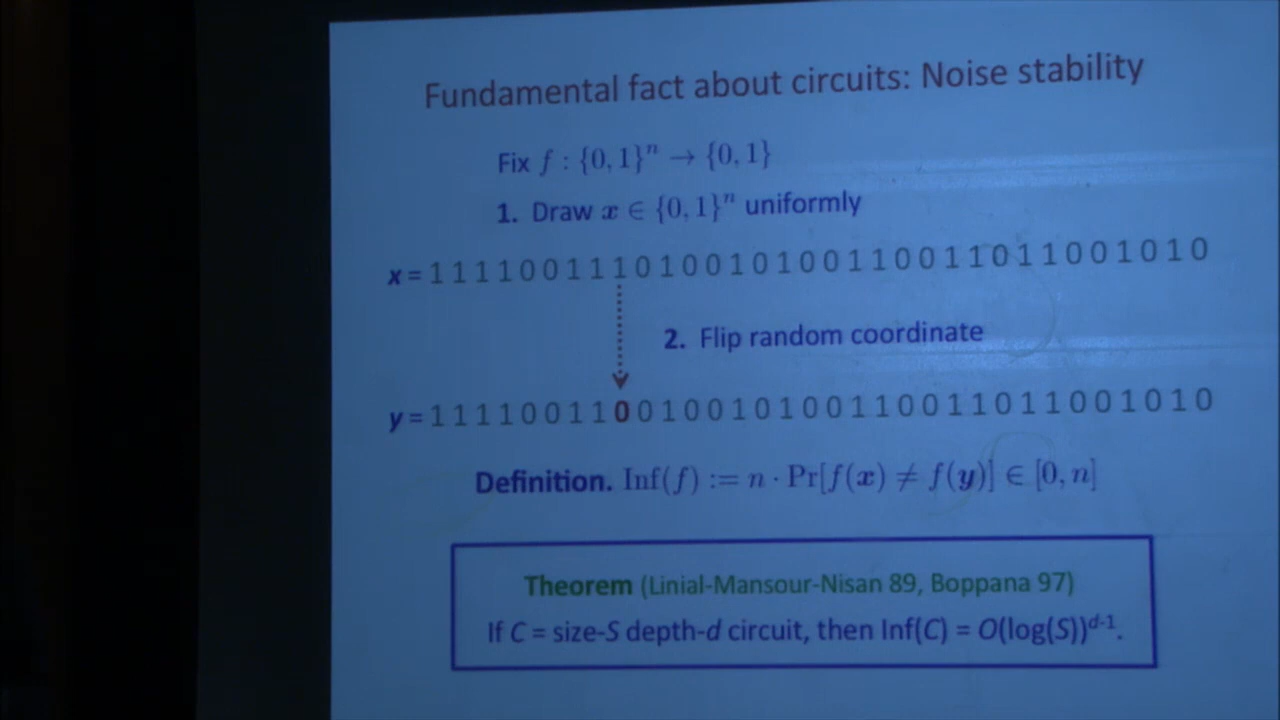 Fundamental fact about circuits: Noise stability
Fix f : {0, 1}ⁿ → {0, 1}
1. Draw x ∈ {0, 1}ⁿ uniformly
x = 1 1 1 1 0 0 1 1 1 0 1 0 0 1 0 1 0 0 1 1 0 0 1 1 0 1 1 0 0 1 0 1 0
2. Flip random coordinate
y = 1 1 1 1 0 0 1 1 0 0 1 0 0 1 0 1 0 0 1 1 0 0 1 1 0 1 1 0 0 1 0 1 0
Definition. Inf(f) := n · Pr[f(x) ≠ f(y)] ∈ [0, n]
Theorem (Linial-Mansour-Nisan 89, Boppana 97)
If C = size-S depth-d circuit, then Inf(C) = O(log(S))ᵈ⁻¹.